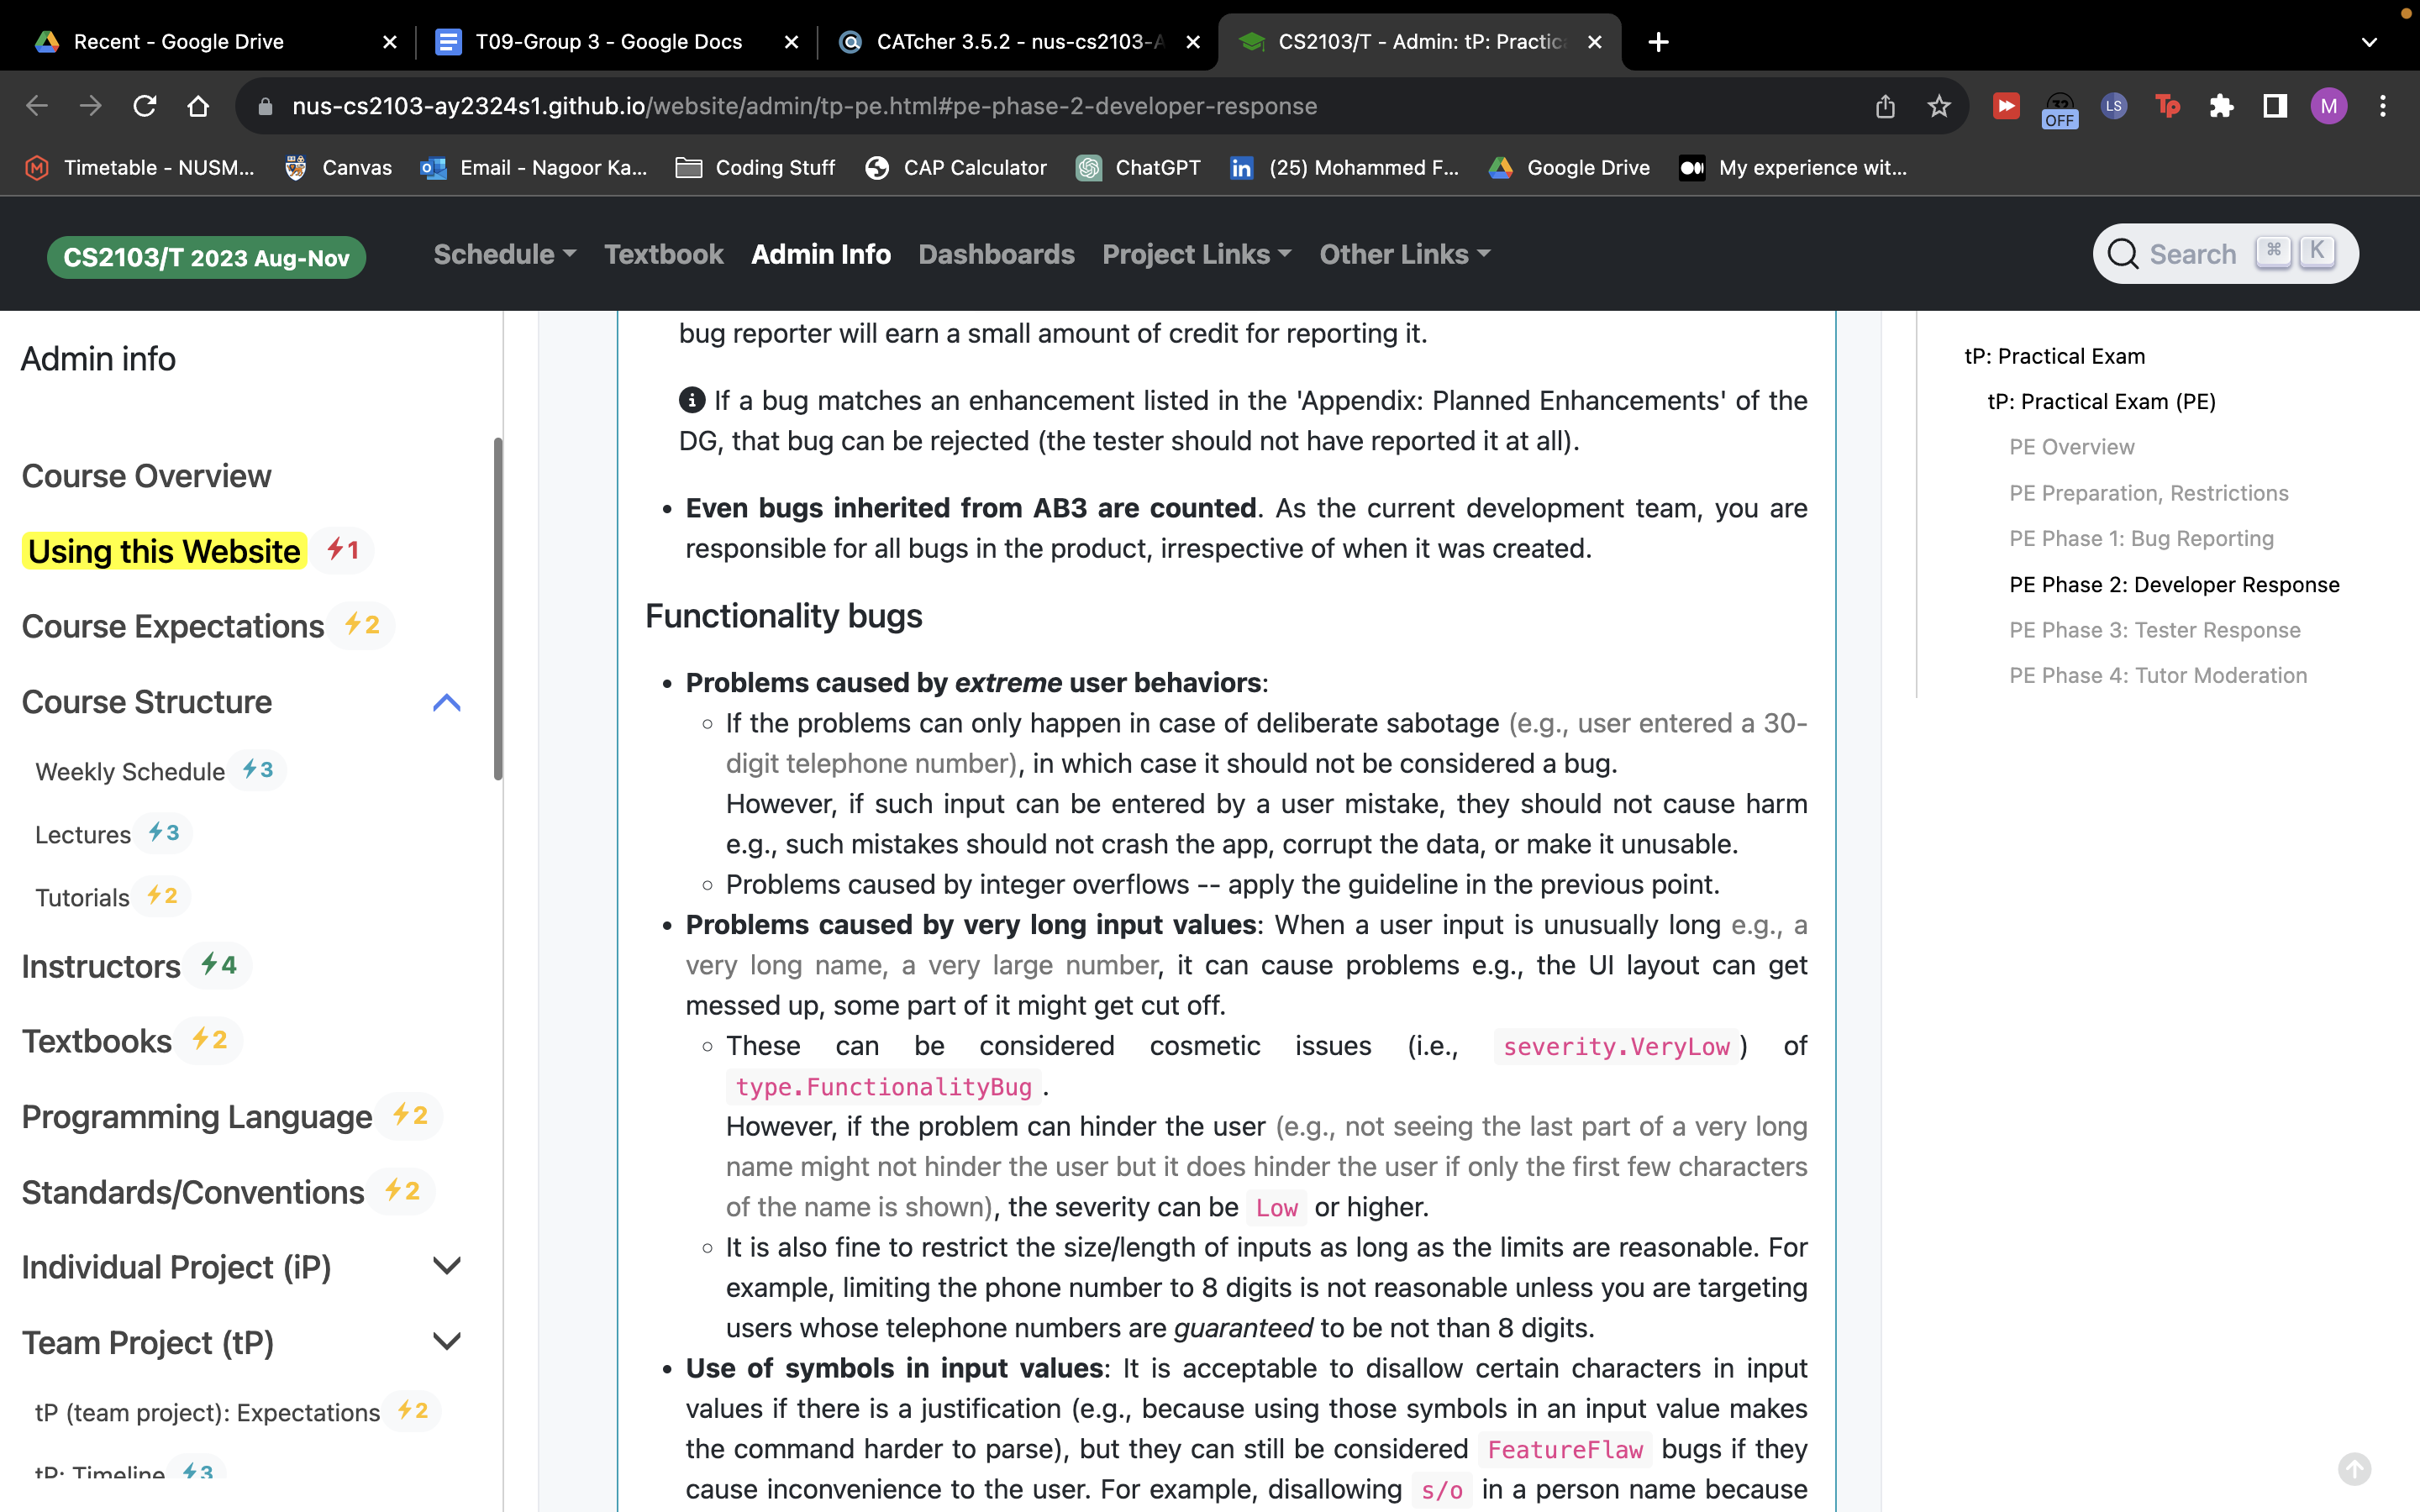 Recent - Google Drive
T09-Group 3 - Google Docs
CATcher 3.5.2 - nus-cs2103-A
CS2103/T - Admin: tP: Practic
nus-cs2103-ay2324s1.github.io/website/admin/tp-pe.html#pe-phase-2-developer-response
OFF
LS
Tp
M
Timetable - NUSM...
Canvas
Email - Nagoor Ka...
Coding Stuff
CAP Calculator
ChatGPT
(25) Mohammed F...
Google Drive
My experience wit...
CS2103/T 2023 Aug-Nov
Schedule
Textbook
Admin Info
Dashboards
Project Links
Other Links
Search ⌘ K
Admin info
Course Overview
Using this Website 1
Course Expectations 2
Course Structure
Weekly Schedule 3
Lectures 3
Tutorials 2
Instructors 4
Textbooks 2
Programming Language 2
Standards/Conventions 2
Individual Project (iP)
Team Project (tP)
tP (team project): Expectations 2
tP: Timeline 3
bug reporter will earn a small amount of credit for reporting it.
If a bug matches an enhancement listed in the 'Appendix: Planned Enhancements' of the
DG, that bug can be rejected (the tester should not have reported it at all).
• Even bugs inherited from AB3 are counted. As the current development team, you are
responsible for all bugs in the product, irrespective of when it was created.
Functionality bugs
• Problems caused by extreme user behaviors:
◦ If the problems can only happen in case of deliberate sabotage (e.g., user entered a 30-
digit telephone number), in which case it should not be considered a bug.
However, if such input can be entered by a user mistake, they should not cause harm
e.g., such mistakes should not crash the app, corrupt the data, or make it unusable.
◦ Problems caused by integer overflows -- apply the guideline in the previous point.
• Problems caused by very long input values: When a user input is unusually long e.g., a
very long name, a very large number, it can cause problems e.g., the UI layout can get
messed up, some part of it might get cut off.
◦ These can be considered cosmetic issues (i.e., severity.VeryLow ) of
type.FunctionalityBug .
However, if the problem can hinder the user (e.g., not seeing the last part of a very long
name might not hinder the user but it does hinder the user if only the first few characters
of the name is shown), the severity can be Low or higher.
◦ It is also fine to restrict the size/length of inputs as long as the limits are reasonable. For
example, limiting the phone number to 8 digits is not reasonable unless you are targeting
users whose telephone numbers are guaranteed to be not than 8 digits.
• Use of symbols in input values: It is acceptable to disallow certain characters in input
values if there is a justification (e.g., because using those symbols in an input value makes
the command harder to parse), but they can still be considered FeatureFlaw bugs if they
cause inconvenience to the user. For example, disallowing s/o in a person name because
tP: Practical Exam
tP: Practical Exam (PE)
PE Overview
PE Preparation, Restrictions
PE Phase 1: Bug Reporting
PE Phase 2: Developer Response
PE Phase 3: Tester Response
PE Phase 4: Tutor Moderation